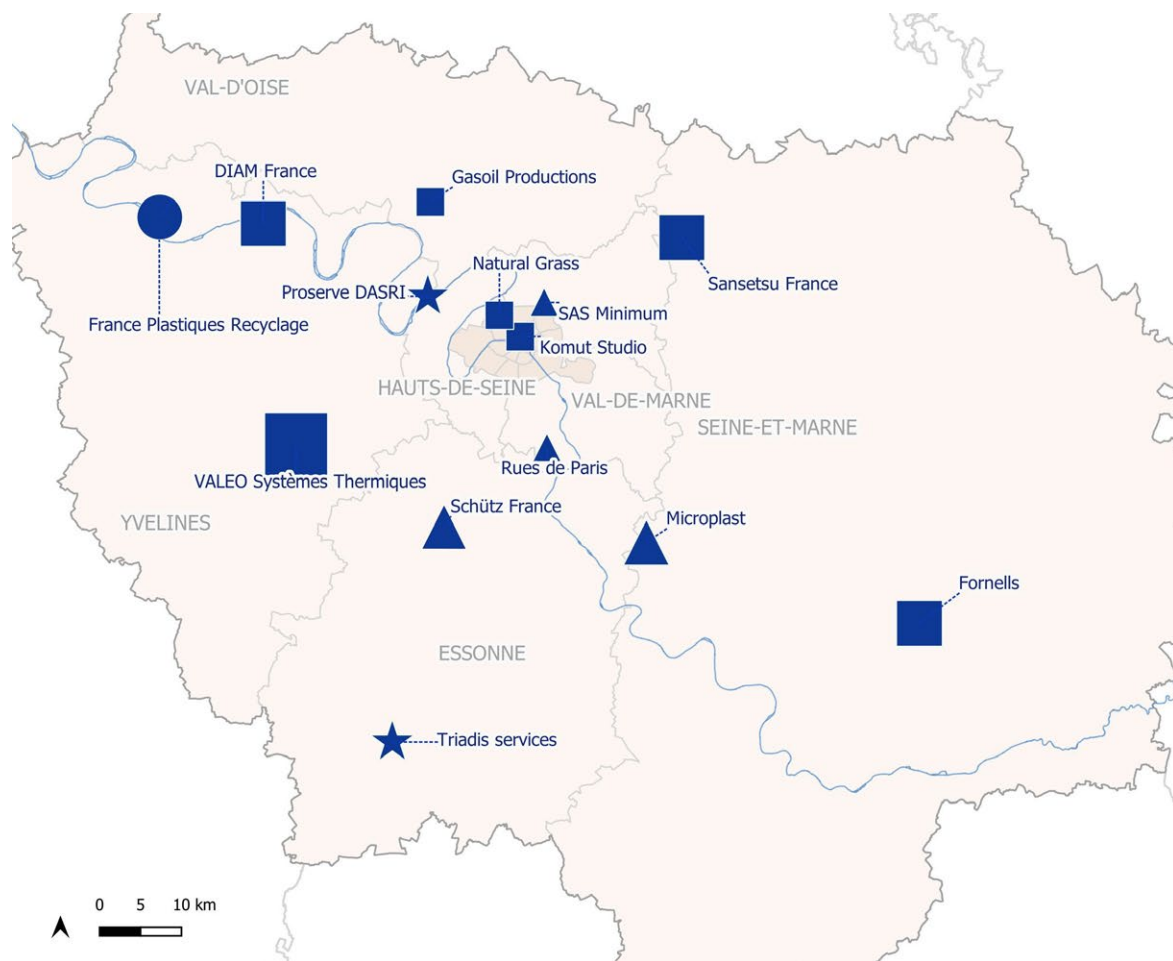 VAL-D'OISE
DIAM France
Gasoil Productions
Natural Grass
Proserve DASRI
Sansetsu France
France Plastiques Recyclage
SAS Minimum
Komut Studio
HAUTS-DE-SEINE
VAL-DE-MARNE
SEINE-ET-MARNE
Rues de Paris
VALEO Systèmes Thermiques
Schütz France
YVELINES
Microplast
Fornells
ESSONNE
Triadis services
0 5 10 km